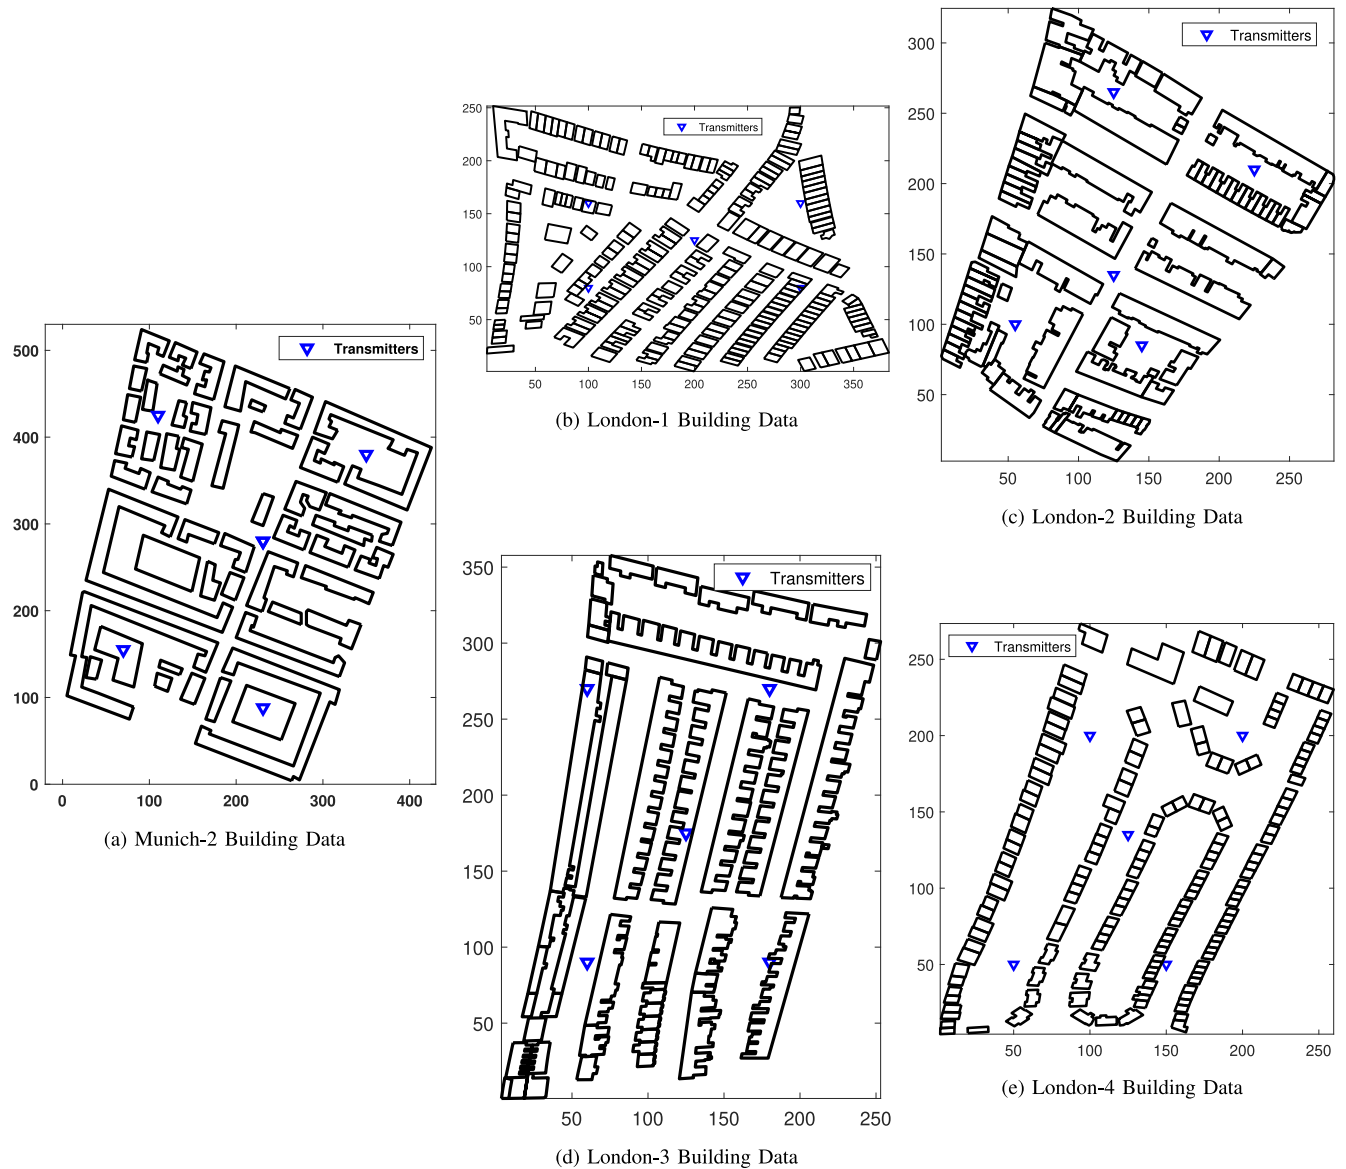 Transmitters
500
400
300
200
100
0
0 100 200 300 400
(a) Munich-2 Building Data
Transmitters
250
200
150
100
50
50 100 150 200 250 300 350
(b) London-1 Building Data
Transmitters
300
250
200
150
100
50
50 100 150 200 250
(c) London-2 Building Data
Transmitters
350
300
250
200
150
100
50
50 100 150 200 250
(d) London-3 Building Data
Transmitters
250
200
150
100
50
50 100 150 200 250
(e) London-4 Building Data